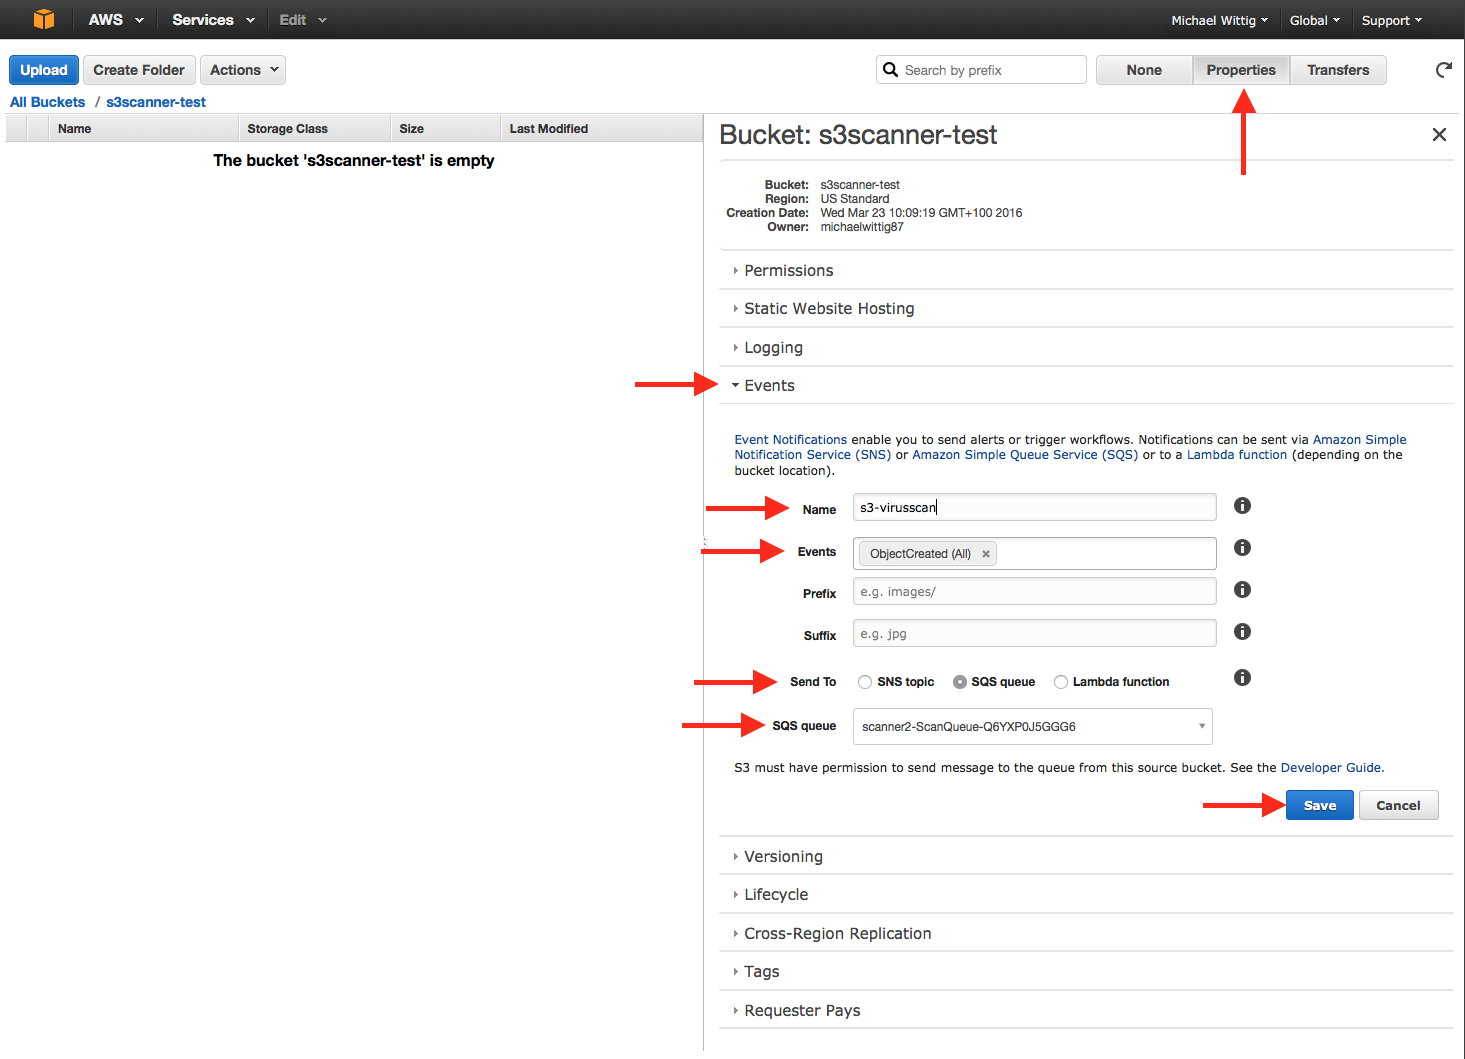 AWS Services Edit Michael Wittig Global Support
Upload Create Folder Actions Search by prefix None Properties Transfers
All Buckets / s3scanner-test
Name Storage Class Size Last Modified
The bucket 's3scanner-test' is empty
Bucket: s3scanner-test
Bucket: s3scanner-test
Region: US Standard
Creation Date: Wed Mar 23 10:09:19 GMT+100 2016
Owner: michaelwittig87
Permissions
Static Website Hosting
Logging
Events
Event Notifications enable you to send alerts or trigger workflows. Notifications can be sent via Amazon Simple
Notification Service (SNS) or Amazon Simple Queue Service (SQS) or to a Lambda function (depending on the
bucket location).
Name s3-virusscan
Events ObjectCreated (All) ×
Prefix e.g. images/
Suffix e.g. jpg
Send To SNS topic SQS queue Lambda function
SQS queue scanner2-ScanQueue-Q6YXP0J5GGG6
S3 must have permission to send message to the queue from this source bucket. See the Developer Guide.
Save Cancel
Versioning
Lifecycle
Cross-Region Replication
Tags
Requester Pays